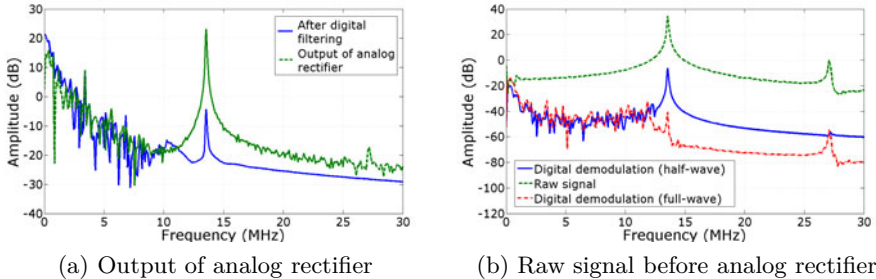 40
30
20
10
0
−10
−20
−30
−40
Amplitude (dB)
After digital
filtering
Output of analog
rectifier
0 5 10 15 20 25 30
Frequency (MHz)
(a) Output of analog rectifier
40
20
0
−20
−40
−60
−80
−100
−120
Amplitude (dB)
Digital demodulation (half-wave)
Raw signal
Digital demodulation (full-wave)
0 5 10 15 20 25 30
Frequency (MHz)
(b) Raw signal before analog rectifier